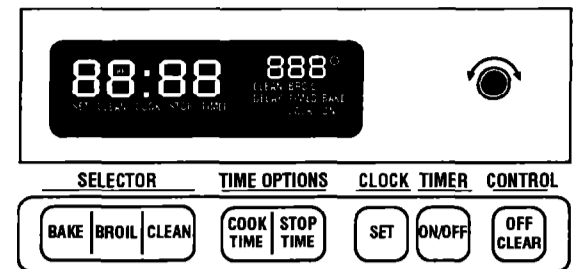 88:88 888°
CLEAN BROIL
SET CLEAN COOK STOP TIMER DELAY TIMED BAKE
LOCK ON
SELECTOR TIME OPTIONS CLOCK TIMER CONTROL
BAKE BROIL CLEAN COOK TIME STOP TIME SET ON/OFF OFF CLEAR